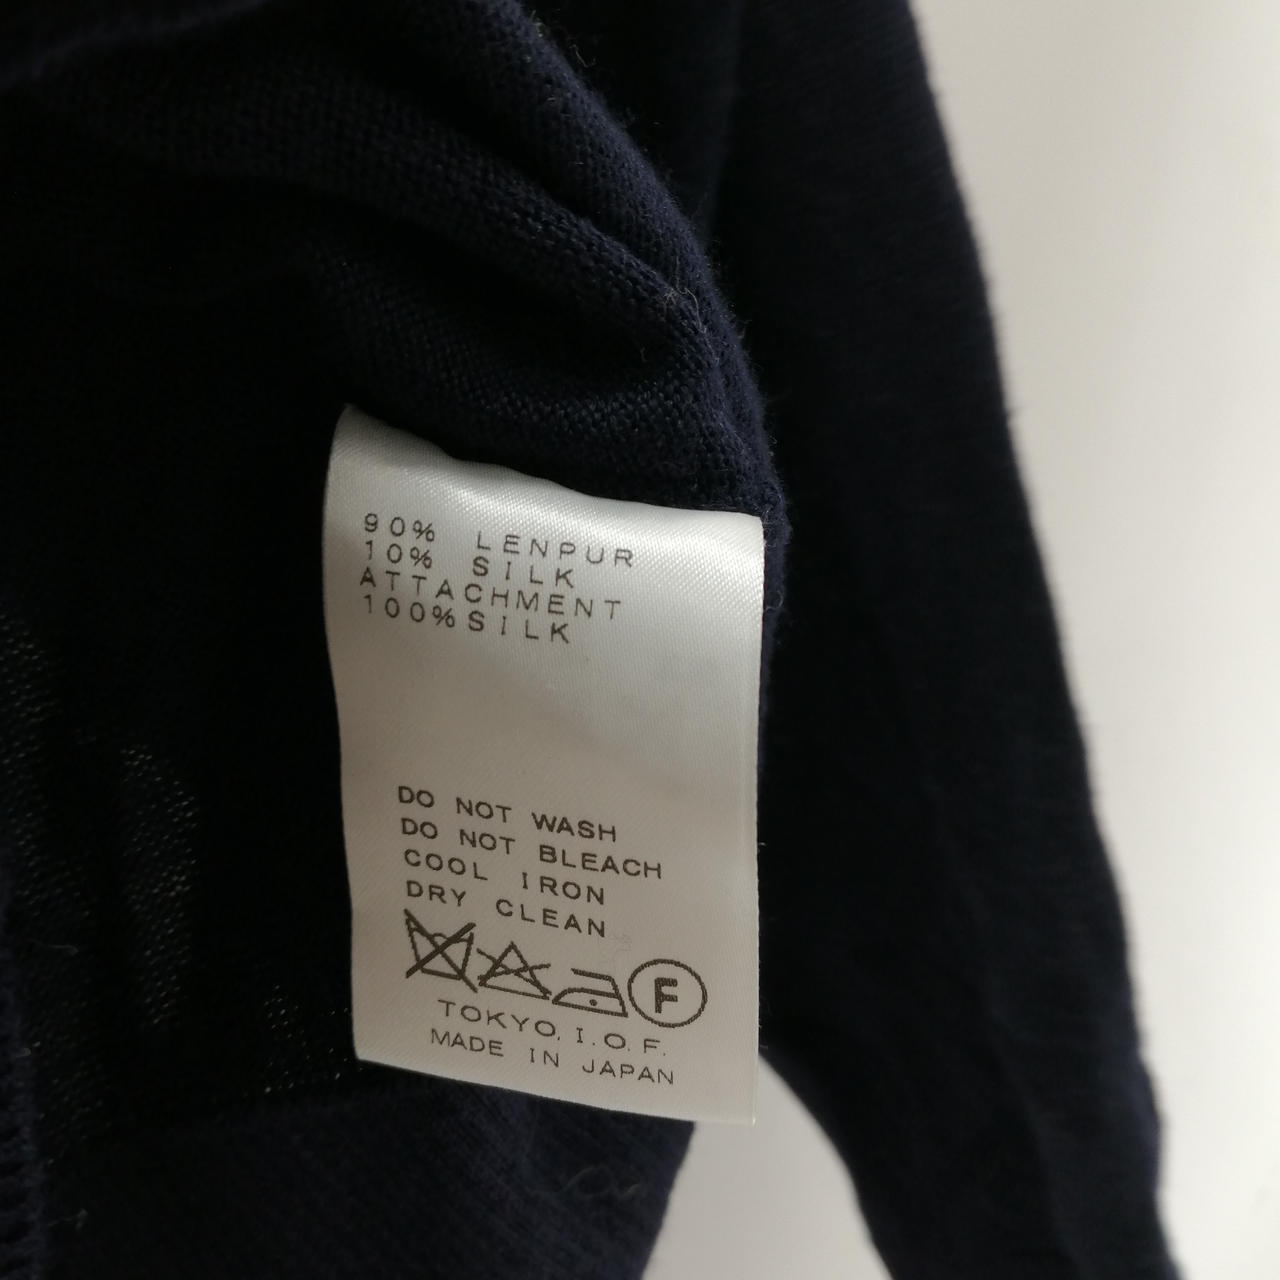 90% LENPUR
10% SILK
ATTACHMENT
100% SILK
DO NOT WASH
DO NOT BLEACH
COOL IRON
DRY CLEAN
F
TOKYO, I.O.F.
MADE IN JAPAN